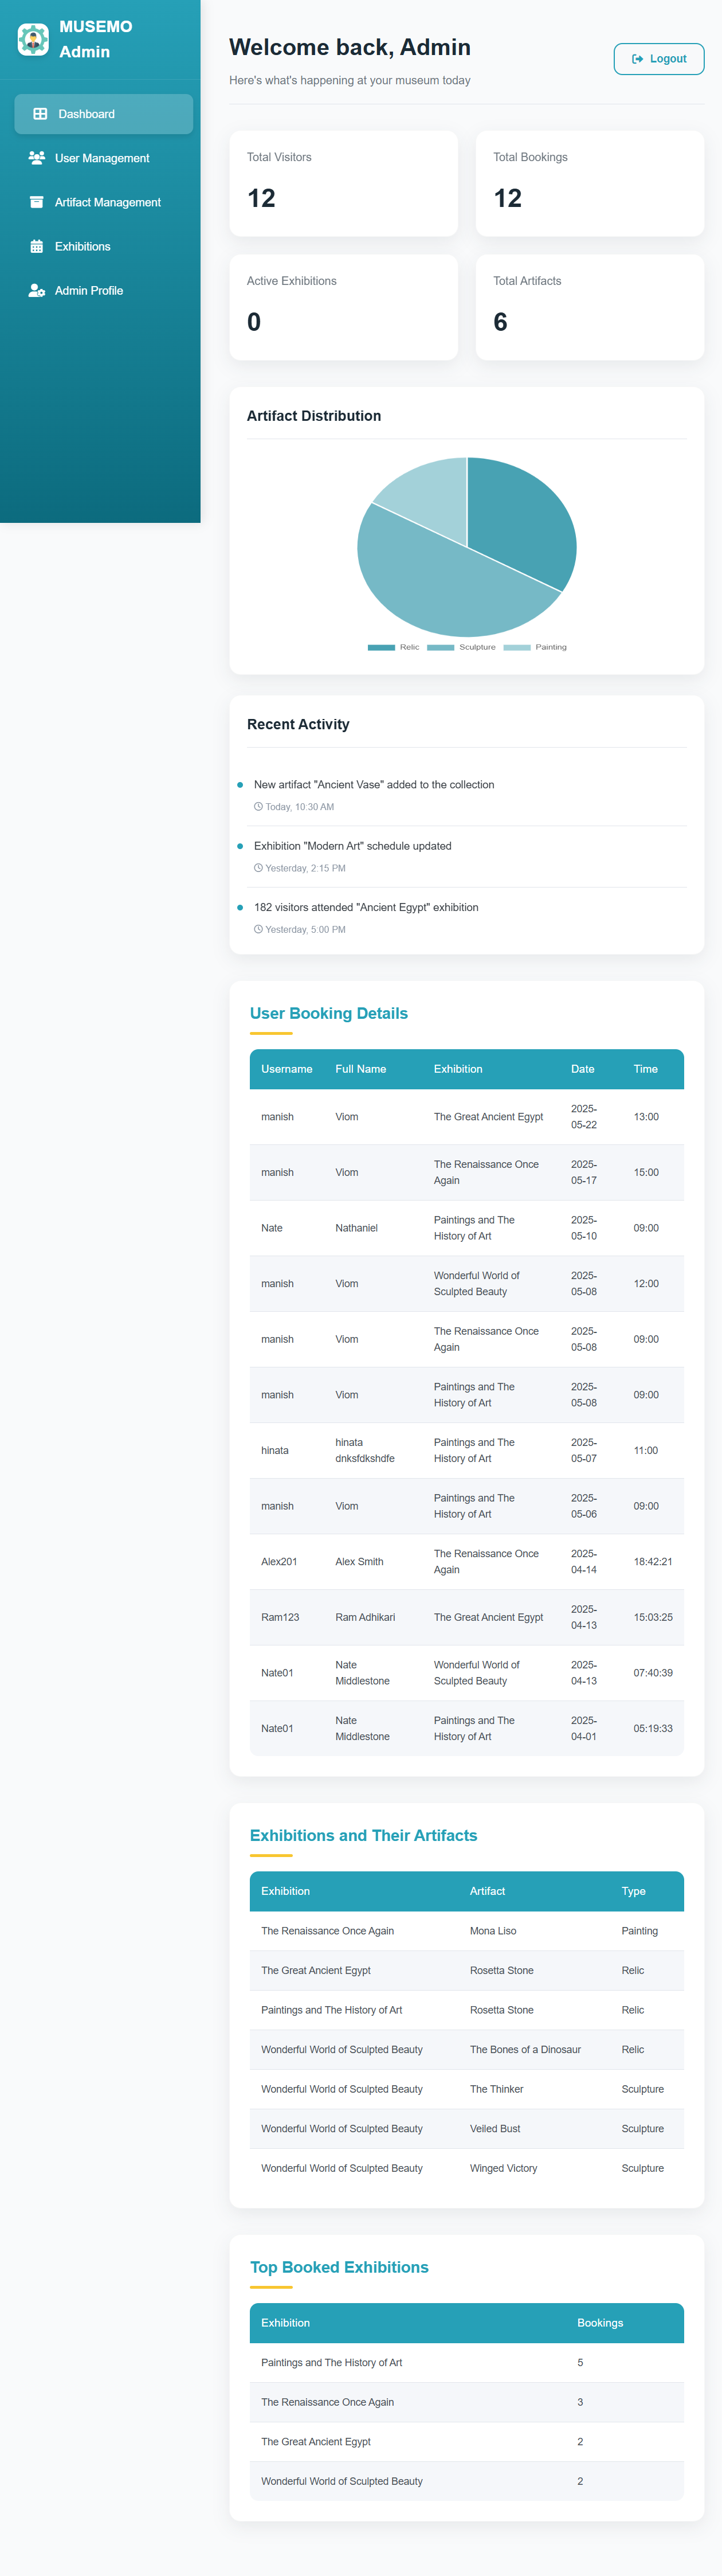 MUSEMO
Admin
Dashboard
User Management
Artifact Management
Exhibitions
Admin Profile
Welcome back, Admin
Here's what's happening at your museum today
Logout
Total Visitors
12
Total Bookings
12
Active Exhibitions
0
Total Artifacts
6
Artifact Distribution
Relic Sculpture Painting
Recent Activity
New artifact "Ancient Vase" added to the collection
Today, 10:30 AM
Exhibition "Modern Art" schedule updated
Yesterday, 2:15 PM
182 visitors attended "Ancient Egypt" exhibition
Yesterday, 5:00 PM
User Booking Details
Username Full Name Exhibition Date Time
manish Viom The Great Ancient Egypt 2025-05-22 13:00
manish Viom The Renaissance Once Again 2025-05-17 15:00
Nate Nathaniel Paintings and The History of Art 2025-05-10 09:00
manish Viom Wonderful World of Sculpted Beauty 2025-05-08 12:00
manish Viom The Renaissance Once Again 2025-05-08 09:00
manish Viom Paintings and The History of Art 2025-05-08 09:00
hinata hinata dnksfdkshdfe Paintings and The History of Art 2025-05-07 11:00
manish Viom Paintings and The History of Art 2025-05-06 09:00
Alex201 Alex Smith The Renaissance Once Again 2025-04-14 18:42:21
Ram123 Ram Adhikari The Great Ancient Egypt 2025-04-13 15:03:25
Nate01 Nate Middlestone Wonderful World of Sculpted Beauty 2025-04-13 07:40:39
Nate01 Nate Middlestone Paintings and The History of Art 2025-04-01 05:19:33
Exhibitions and Their Artifacts
Exhibition Artifact Type
The Renaissance Once Again Mona Liso Painting
The Great Ancient Egypt Rosetta Stone Relic
Paintings and The History of Art Rosetta Stone Relic
Wonderful World of Sculpted Beauty The Bones of a Dinosaur Relic
Wonderful World of Sculpted Beauty The Thinker Sculpture
Wonderful World of Sculpted Beauty Veiled Bust Sculpture
Wonderful World of Sculpted Beauty Winged Victory Sculpture
Top Booked Exhibitions
Exhibition Bookings
Paintings and The History of Art 5
The Renaissance Once Again 3
The Great Ancient Egypt 2
Wonderful World of Sculpted Beauty 2